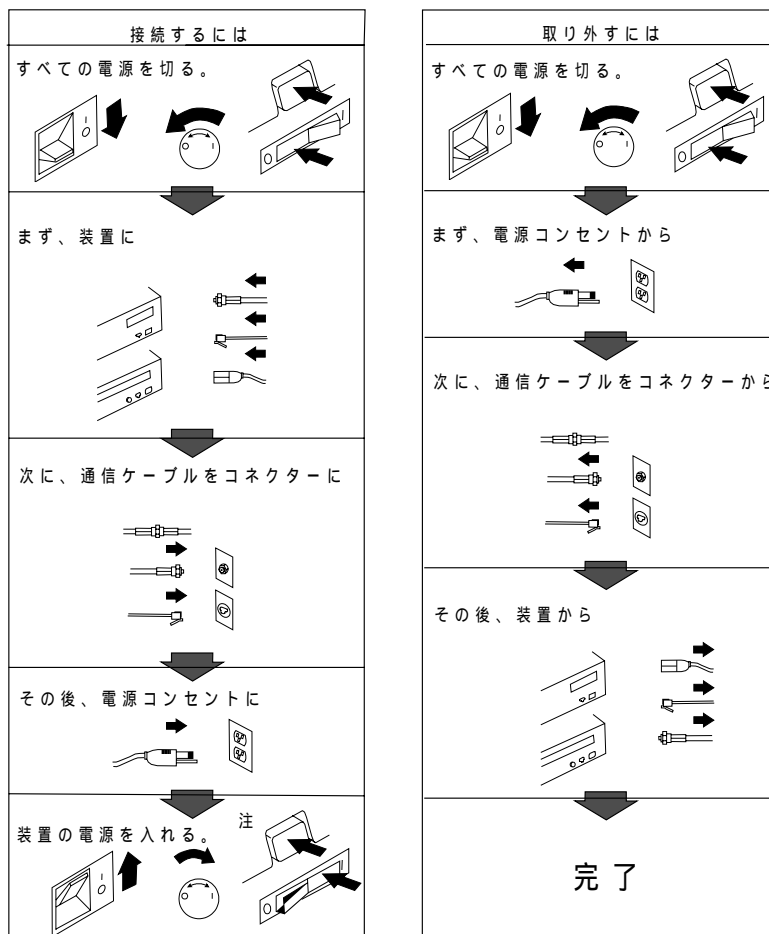 接続するには
すべての電源を切る。
まず、装置に
次に、通信ケーブルをコネクターに
その後、電源コンセントに
装置の電源を入れる。
注
取り外すには
すべての電源を切る。
まず、電源コンセントから
次に、通信ケーブルをコネクターから
その後、装置から
完了